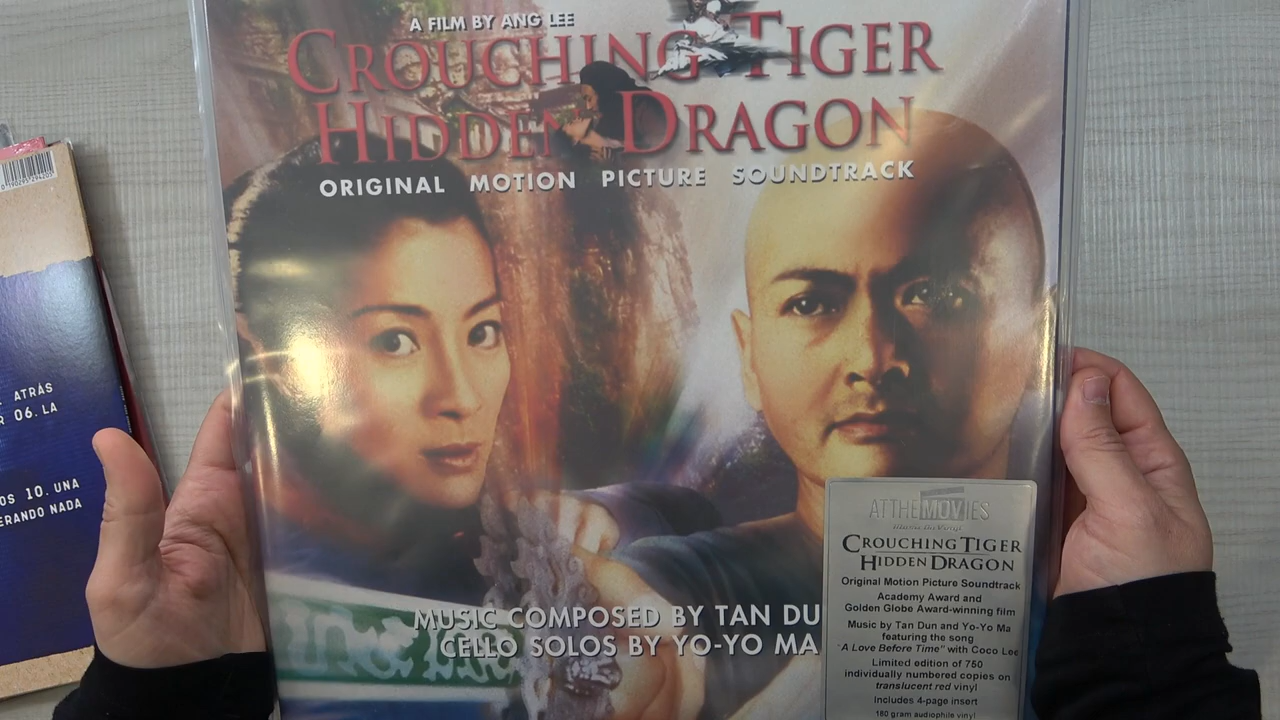 A FILM BY ANG LEE
CROUCHING TIGER
HIDDEN DRAGON
ORIGINAL MOTION PICTURE SOUNDTRACK
MUSIC COMPOSED BY TAN DU
CELLO SOLOS BY YO-YO MA
ATTHEMOVIES
Music On Vinyl
CROUCHING TIGER
HIDDEN DRAGON
Original Motion Picture Soundtrack
Academy Award and
Golden Globe Award-winning film
Music by Tan Dun and Yo-Yo Ma
featuring the song
"A Love Before Time" with Coco Lee
Limited edition of 750
individually numbered copies on
translucent red vinyl
Includes 4-page insert
180 gram audiophile vinyl
ATRÁS
R 06. LA
OS 10. UNA
ERANDO NADA